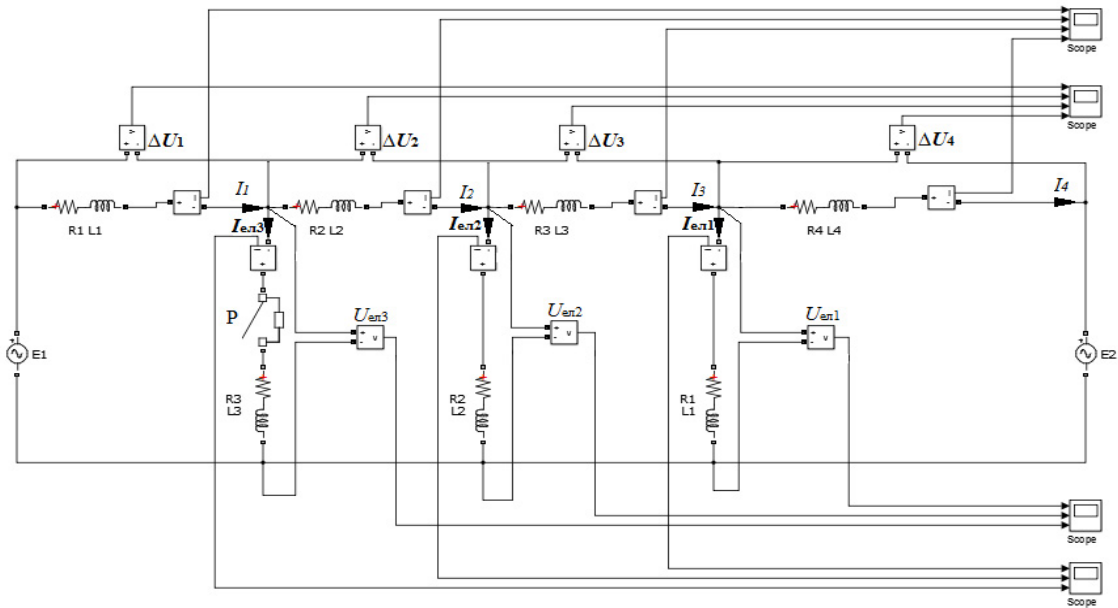 Scope
Scope
ΔU1
ΔU2
ΔU3
ΔU4
I1
I2
I3
I4
R1 L1
Iел3
R2 L2
Iел2
R3 L3
Iел1
R4 L4
P
Uел3
Uел2
Uел1
E1
E2
R3
L3
R2
L2
R1
L1
Scope
Scope